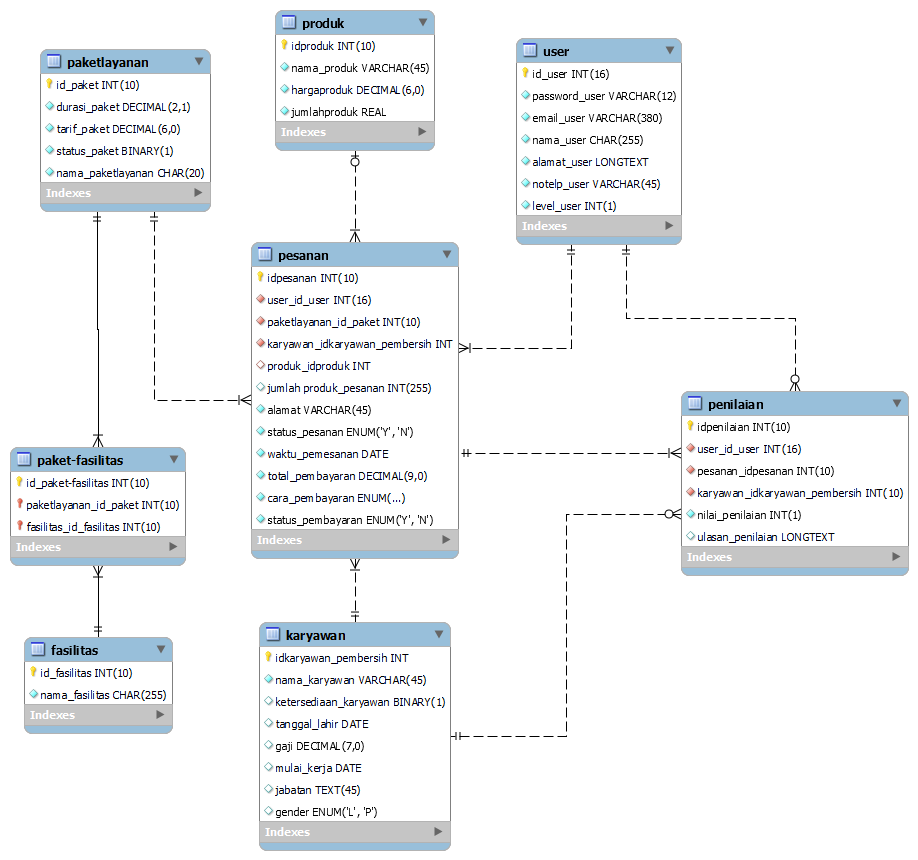 produk
idproduk INT(10)
nama_produk VARCHAR(45)
hargaproduk DECIMAL(6,0)
jumlahproduk REAL
Indexes
user
id_user INT(16)
password_user VARCHAR(12)
email_user VARCHAR(380)
nama_user CHAR(255)
alamat_user LONGTEXT
notelp_user VARCHAR(45)
level_user INT(1)
Indexes
paketlayanan
id_paket INT(10)
durasi_paket DECIMAL(2,1)
tarif_paket DECIMAL(6,0)
status_paket BINARY(1)
nama_paketlayanan CHAR(20)
Indexes
pesanan
idpesanan INT(10)
user_id_user INT(16)
paketlayanan_id_paket INT(10)
karyawan_idkaryawan_pembersih INT
produk_idproduk INT
jumlah produk_pesanan INT(255)
alamat VARCHAR(45)
status_pesanan ENUM('Y', 'N')
waktu_pemesanan DATE
total_pembayaran DECIMAL(9,0)
cara_pembayaran ENUM(...)
status_pembayaran ENUM('Y', 'N')
Indexes
penilaian
idpenilaian INT(10)
user_id_user INT(16)
pesanan_idpesanan INT(10)
karyawan_idkaryawan_pembersih INT(10)
nilai_penilaian INT(1)
ulasan_penilaian LONGTEXT
Indexes
paket-fasilitas
id_paket-fasilitas INT(10)
paketlayanan_id_paket INT(10)
fasilitas_id_fasilitas INT(10)
Indexes
fasilitas
id_fasilitas INT(10)
nama_fasilitas CHAR(255)
Indexes
karyawan
idkaryawan_pembersih INT
nama_karyawan VARCHAR(45)
ketersediaan_karyawan BINARY(1)
tanggal_lahir DATE
gaji DECIMAL(7,0)
mulai_kerja DATE
jabatan TEXT(45)
gender ENUM('L', 'P')
Indexes